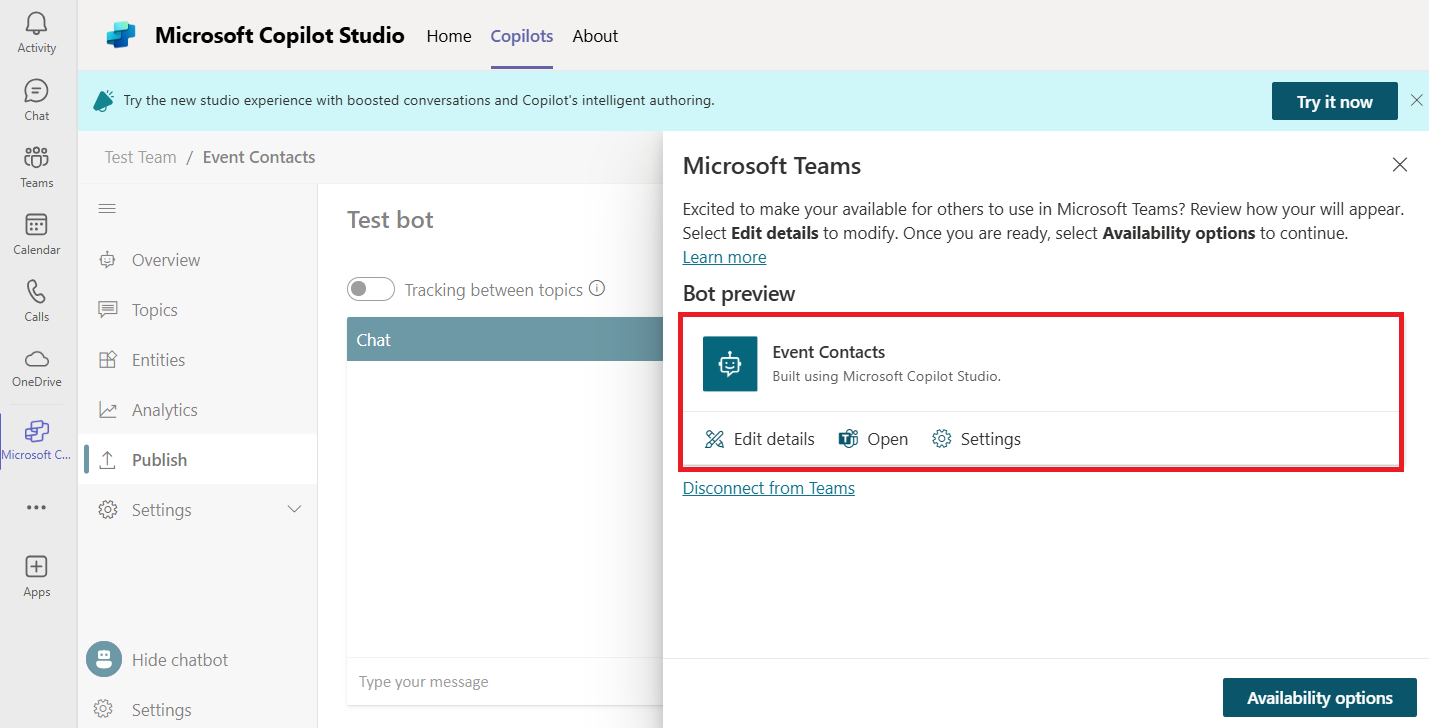 Activity
Chat
Teams
Calendar
Calls
OneDrive
Microsoft C...
Apps
Microsoft Copilot Studio
Home
Copilots
About
Try the new studio experience with boosted conversations and Copilot's intelligent authoring.
Try it now
Test Team / Event Contacts
Overview
Topics
Entities
Analytics
Publish
Settings
Hide chatbot
Settings
Test bot
Tracking between topics
Chat
Type your message
Microsoft Teams
Excited to make your available for others to use in Microsoft Teams? Review how your will appear.
Select Edit details to modify. Once you are ready, select Availability options to continue.
Learn more
Bot preview
Event Contacts
Built using Microsoft Copilot Studio.
Edit details
Open
Settings
Disconnect from Teams
Availability options